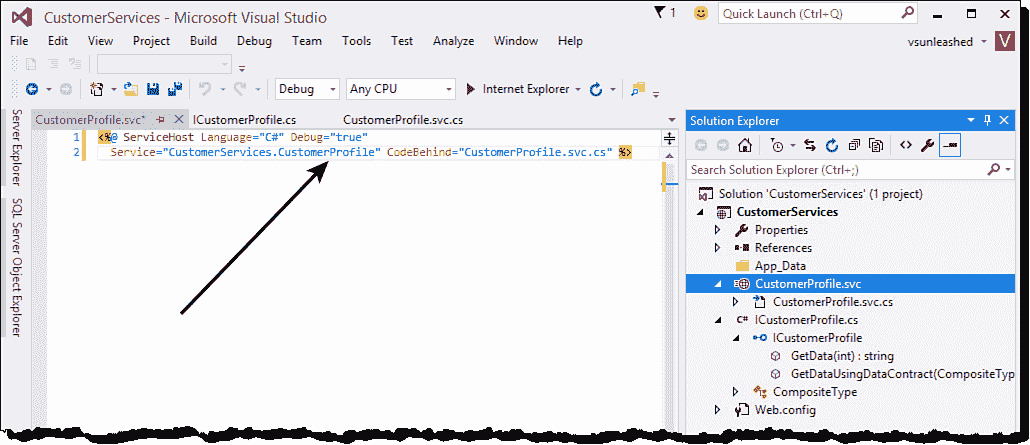 CustomerServices - Microsoft Visual Studio
1
Quick Launch (Ctrl+Q)
File Edit View Project Build Debug Team Tools Test Analyze Window Help
vsunleashed V
Debug Any CPU Internet Explorer
Server Explorer
SQL Server Object Explorer
CustomerProfile.svc* ICustomerProfile.cs CustomerProfile.svc.cs
1 <%@ ServiceHost Language="C#" Debug="true"
2 Service="CustomerServices.CustomerProfile" CodeBehind="CustomerProfile.svc.cs" %>
Solution Explorer
Search Solution Explorer (Ctrl+;)
Solution 'CustomerServices' (1 project)
CustomerServices
Properties
References
App_Data
CustomerProfile.svc
CustomerProfile.svc.cs
C# ICustomerProfile.cs
ICustomerProfile
GetData(int) : string
GetDataUsingDataContract(CompositeTyp
CompositeType
Web.config